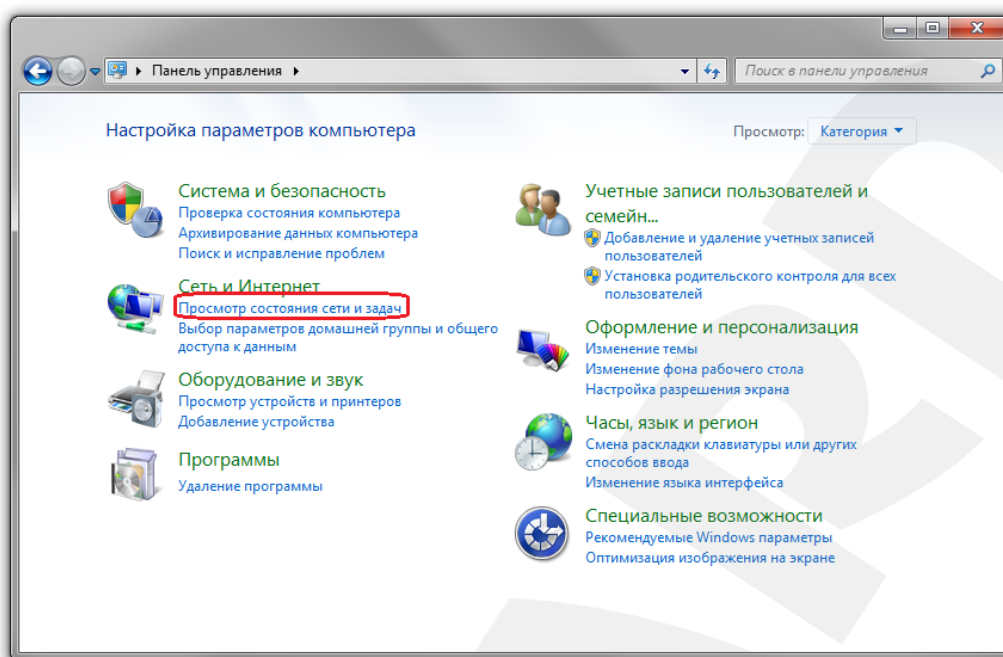 Панель управления
Поиск в панели управления
Настройка параметров компьютера
Просмотр: Категория
Система и безопасность
Проверка состояния компьютера
Архивирование данных компьютера
Поиск и исправление проблем
Сеть и Интернет
Просмотр состояния сети и задач
Выбор параметров домашней группы и общего
доступа к данным
Оборудование и звук
Просмотр устройств и принтеров
Добавление устройства
Программы
Удаление программы
Учетные записи пользователей и
семейн...
Добавление и удаление учетных записей
пользователей
Установка родительского контроля для всех
пользователей
Оформление и персонализация
Изменение темы
Изменение фона рабочего стола
Настройка разрешения экрана
Часы, язык и регион
Смена раскладки клавиатуры или других
способов ввода
Изменение языка интерфейса
Специальные возможности
Рекомендуемые Windows параметры
Оптимизация изображения на экране